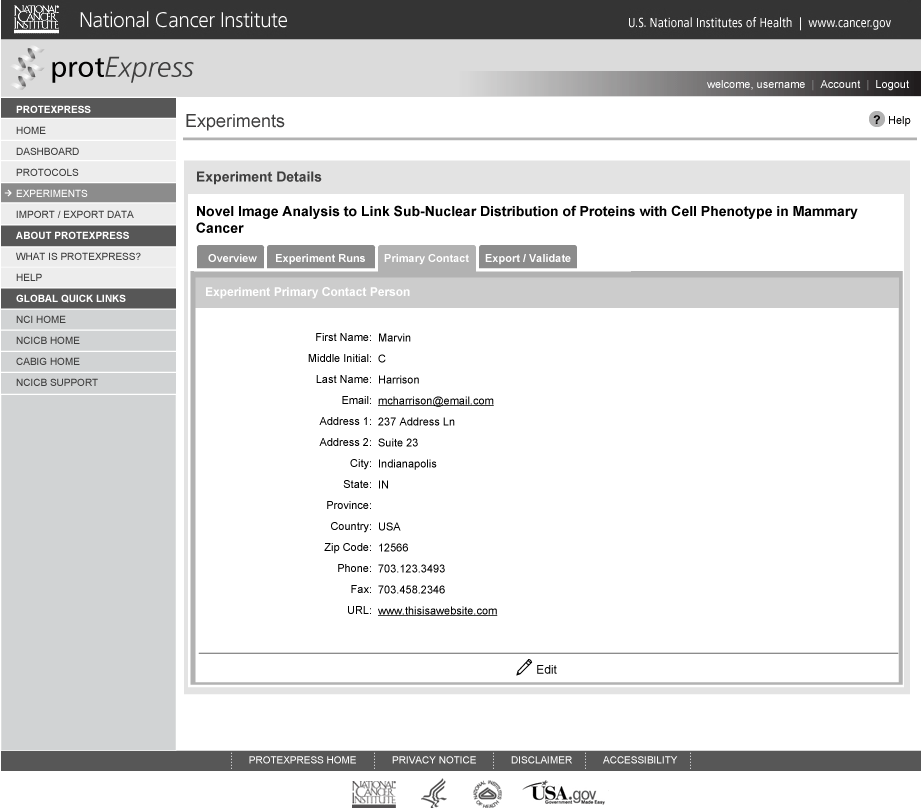 NATIONAL CANCER INSTITUTE
National Cancer Institute
U.S. National Institutes of Health | www.cancer.gov
protExpress
welcome, username | Account | Logout
PROTEXPRESS
HOME
DASHBOARD
PROTOCOLS
→ EXPERIMENTS
IMPORT / EXPORT DATA
ABOUT PROTEXPRESS
WHAT IS PROTEXPRESS?
HELP
GLOBAL QUICK LINKS
NCI HOME
NCICB HOME
CABIG HOME
NCICB SUPPORT
Experiments
? Help
Experiment Details
Novel Image Analysis to Link Sub-Nuclear Distribution of Proteins with Cell Phenotype in Mammary
Cancer
Overview Experiment Runs Primary Contact Export / Validate
Experiment Primary Contact Person
First Name: Marvin
Middle Initial: C
Last Name: Harrison
Email: mcharrison@email.com
Address 1: 237 Address Ln
Address 2: Suite 23
City: Indianapolis
State: IN
Province:
Country: USA
Zip Code: 12566
Phone: 703.123.3493
Fax: 703.458.2346
URL: www.thisisawebsite.com
Edit
PROTEXPRESS HOME PRIVACY NOTICE DISCLAIMER ACCESSIBILITY
NATIONAL CANCER INSTITUTE
USA.gov
Government Made Easy